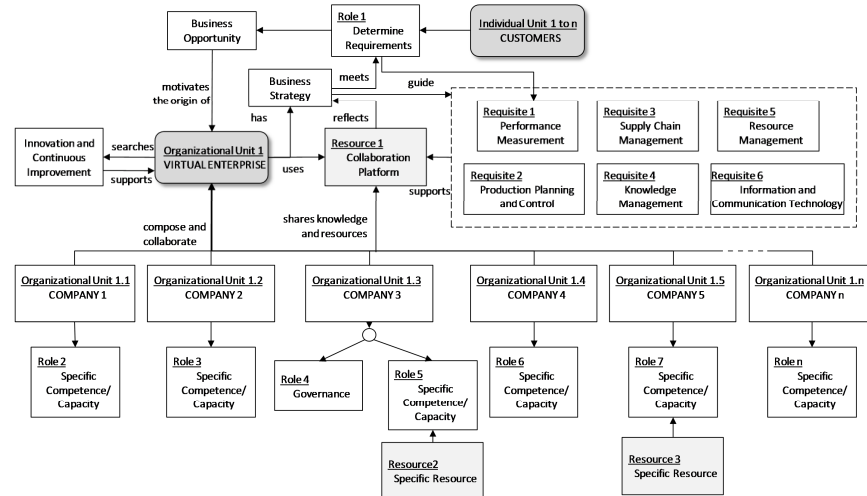 Business
Opportunity
Role 1
Determine
Requirements
Individual Unit 1 to n
CUSTOMERS
motivates
the origin of
Business
Strategy
meets
guide
has
reflects
Requisite 1
Performance
Measurement
Requisite 3
Supply Chain
Management
Requisite 5
Resource
Management
Innovation and
Continuous
Improvement
searches
supports
Organizational Unit 1
VIRTUAL ENTERPRISE
uses
Resource 1
Collaboration
Platform
supports
Requisite 2
Production Planning
and Control
Requisite 4
Knowledge
Management
Requisite 6
Information and
Communication Technology
compose and
collaborate
shares knowledge
and resources
Organizational Unit 1.1
COMPANY 1
Organizational Unit 1.2
COMPANY 2
Organizational Unit 1.3
COMPANY 3
Organizational Unit 1.4
COMPANY 4
Organizational Unit 1.5
COMPANY 5
Organizational Unit 1.n
COMPANY n
Role 2
Specific
Competence/
Capacity
Role 3
Specific
Competence/
Capacity
Role 4
Governance
Role 5
Specific
Competence/
Capacity
Role 6
Specific
Competence/
Capacity
Role 7
Specific
Competence/
Capacity
Role n
Specific
Competence/
Capacity
Resource2
Specific Resource
Resource 3
Specific Resource